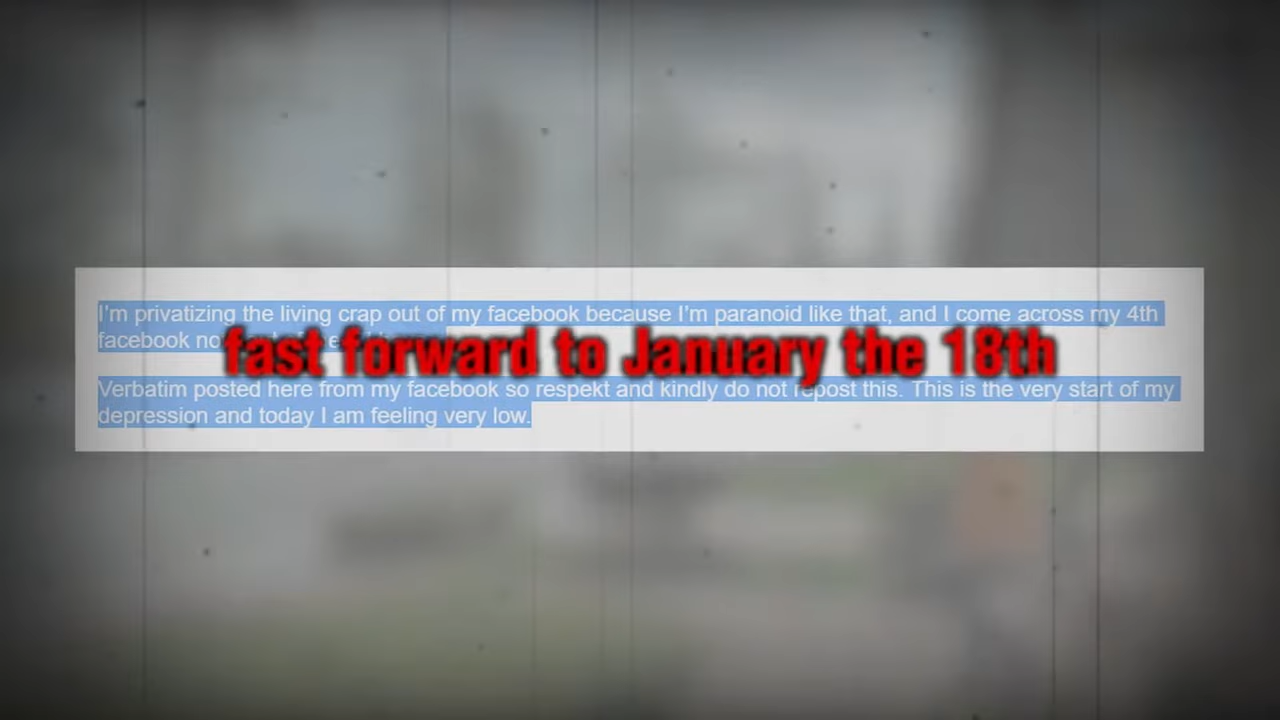 I'm privatizing the living crap out of my facebook because I'm paranoid like that, and I come across my 4th
facebook no
fast forward to January the 18th
Verbatim posted here from my facebook so respekt and kindly do not repost this. This is the very start of my
depression and today I am feeling very low.